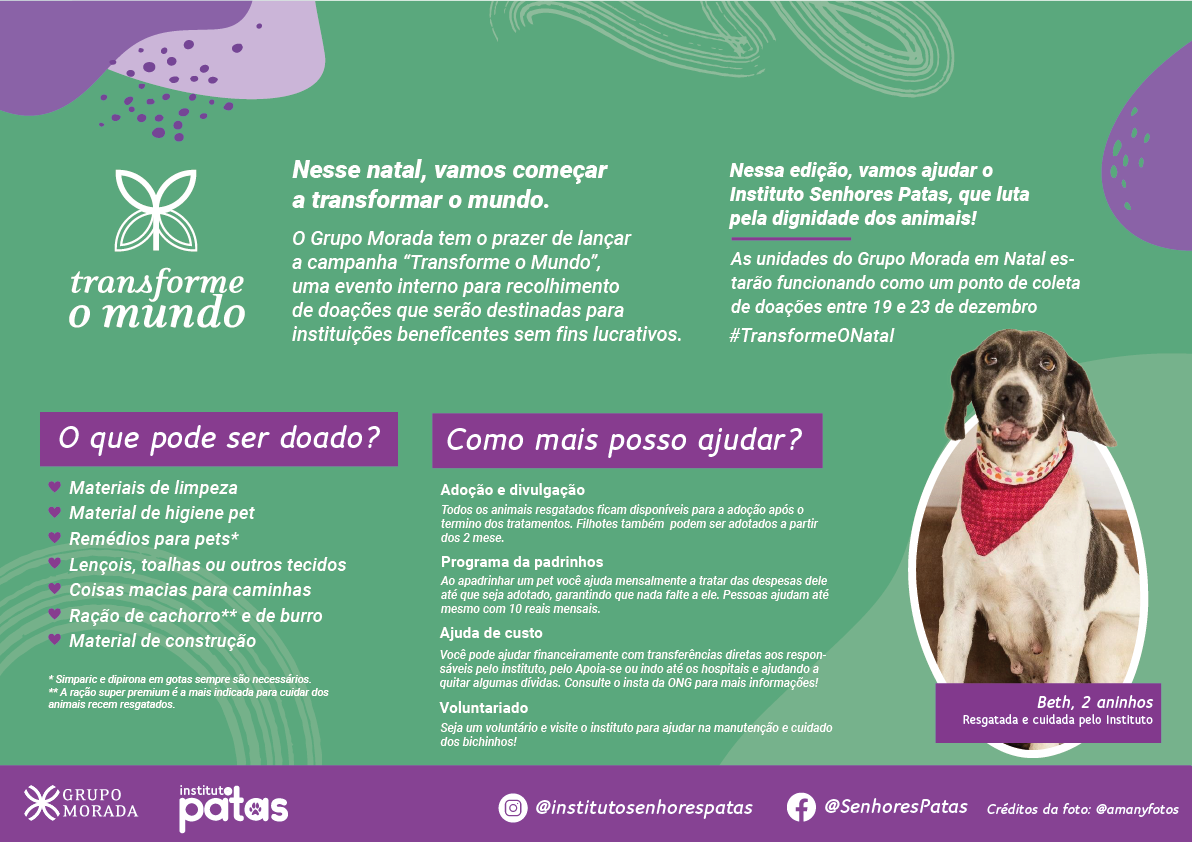 transforme
o mundo
Nesse natal, vamos começar
a transformar o mundo.
O Grupo Morada tem o prazer de lançar
a campanha “Transforme o Mundo”,
uma evento interno para recolhimento
de doações que serão destinadas para
instituições beneficentes sem fins lucrativos.
Nessa edição, vamos ajudar o
Instituto Senhores Patas, que luta
pela dignidade dos animais!
As unidades do Grupo Morada em Natal es-
tarão funcionando como um ponto de coleta
de doações entre 19 e 23 de dezembro
#TransformeONatal
O que pode ser doado?
Materiais de limpeza
Material de higiene pet
Remédios para pets*
Lençois, toalhas ou outros tecidos
Coisas macias para caminhas
Ração de cachorro** e de burro
Material de construção
* Simparic e dipirona em gotas sempre são necessários.
** A ração super premium é a mais indicada para cuidar dos
animais recem resgatados.
Como mais posso ajudar?
Adoção e divulgação
Todos os animais resgatados ficam disponíveis para a adoção após o
termino dos tratamentos. Filhotes também podem ser adotados a partir
dos 2 mese.
Programa da padrinhos
Ao apadrinhar um pet você ajuda mensalmente a tratar das despesas dele
até que seja adotado, garantindo que nada falte a ele. Pessoas ajudam até
mesmo com 10 reais mensais.
Ajuda de custo
Você pode ajudar financeiramente com transferências diretas aos respon-
sáveis pelo instituto, pelo Apoia-se ou indo até os hospitais e ajudando a
quitar algumas dívidas. Consulte o insta da ONG para mais informações!
Voluntariado
Seja um voluntário e visite o instituto para ajudar na manutenção e cuidado
dos bichinhos!
Beth, 2 aninhos
Resgatada e cuidada pelo Instituto
GRUPO
MORADA
instituto
patas
@institutosenhorespatas
@SenhoresPatas
Créditos da foto: @amanyfotos